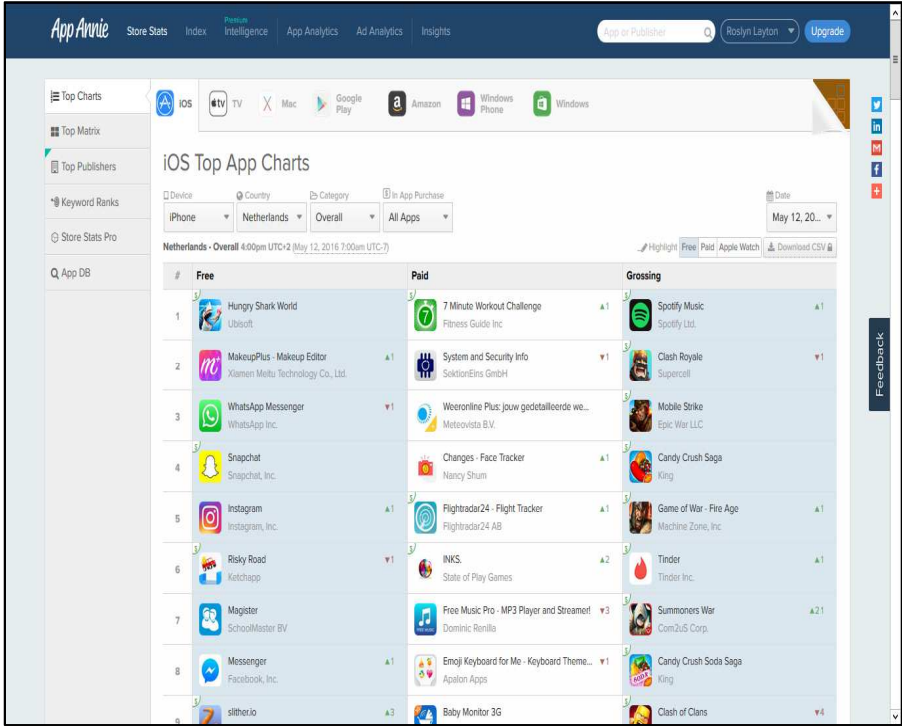 App Annie Store Stats Index Premium Intelligence App Analytics Ad Analytics Insights App or Publisher Roslyn Layton Upgrade
Top Charts
Top Matrix
Top Publishers
Keyword Ranks
Store Stats Pro
App DB
iOS tv TV Mac Google Play Amazon Windows Phone Windows
iOS Top App Charts
Device Country Category In App Purchase Date
iPhone Netherlands Overall All Apps May 12, 20...
Netherlands • Overall 4:00pm UTC+2 (May 12, 2016 7:00am UTC-7) Highlight Free Paid Apple Watch Download CSV
# Free Paid Grossing
1 Hungry Shark World 7 Minute Workout Challenge ▲1 Spotify Music ▲1
Ubisoft Fitness Guide Inc Spotify Ltd.
2 MakeupPlus - Makeup Editor ▲1 System and Security Info ▼1 Clash Royale ▼1
Xiamen Meitu Technology Co., Ltd. SektionEins GmbH Supercell
3 WhatsApp Messenger ▼1 Weeronline Plus: jouw gedetailleerde we... Mobile Strike
WhatsApp Inc. Meteovista B.V. Epic War LLC
4 Snapchat Changes - Face Tracker ▲1 Candy Crush Saga
Snapchat, Inc. Nancy Shum King
5 Instagram ▲1 Flightradar24 - Flight Tracker ▲1 Game of War - Fire Age ▲1
Instagram, Inc. Flightradar24 AB Machine Zone, Inc
6 Risky Road ▼1 INKS. ▲2 Tinder ▲1
Ketchapp State of Play Games Tinder Inc.
7 Magister Free Music Pro - MP3 Player and Streamer! ▼3 Summoners War ▲21
SchoolMaster BV Dominic Renilla Com2uS Corp.
8 Messenger ▲1 Emoji Keyboard for Me - Keyboard Theme... ▼1 Candy Crush Soda Saga
Facebook, Inc. Apalon Apps King
9 slither.io ▲3 Baby Monitor 3G Clash of Clans ▼4
Feedback